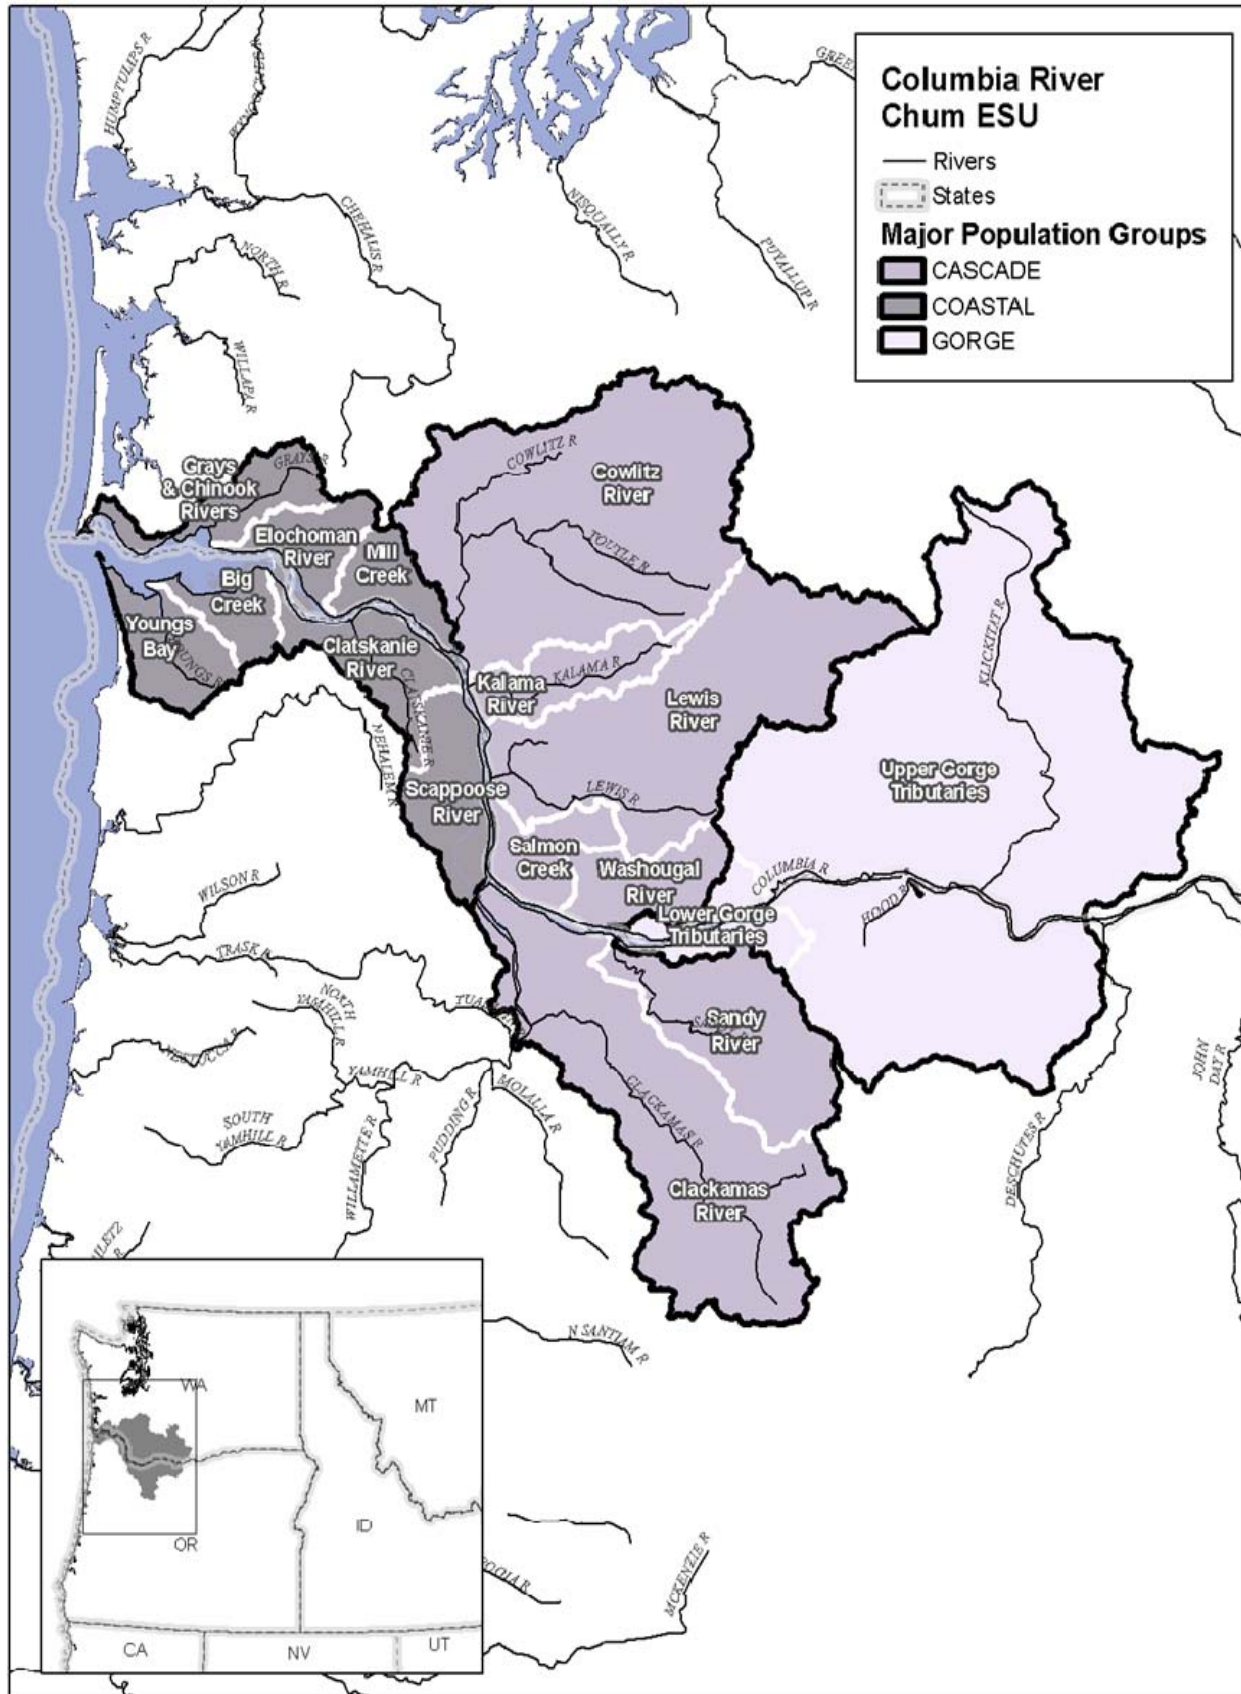 Columbia River
Chum ESU
Rivers
States
Major Population Groups
CASCADE
COASTAL
GORGE
HUMPTULIPS R
CHEHALIS R
NORTH R
WILLAPA R
NISQUALLY R
PUYALLUP R
Grays
& Chinook
Rivers
GRAYS R
Elochoman
River
Mill
Creek
Big
Creek
Youngs
Bay
YOUNGS R
Clatskanie
River
Scappoose
River
NEHALEM R
COWLITZ R
Cowlitz
River
TOUTLE R
Kalama
River
KALAMA R
Lewis
River
LEWIS R
Salmon
Creek
Washougal
River
Lower Gorge
Tributaries
Upper Gorge
Tributaries
KLICKITAT R
COLUMBIA R
HOOD R
Sandy
River
CLACKAMAS R
Clackamas
River
WILSON R
TRASK R
NORTH
YAMHILL R
YAMHILL R
SOUTH
YAMHILL R
WILLAMETTE R
PUDDING R
MOLALLA R
DESCHUTES R
JOHN
DAY R
N SANTIAM R
MCKENZIE R
WA
MT
OR
ID
CA
NV
UT